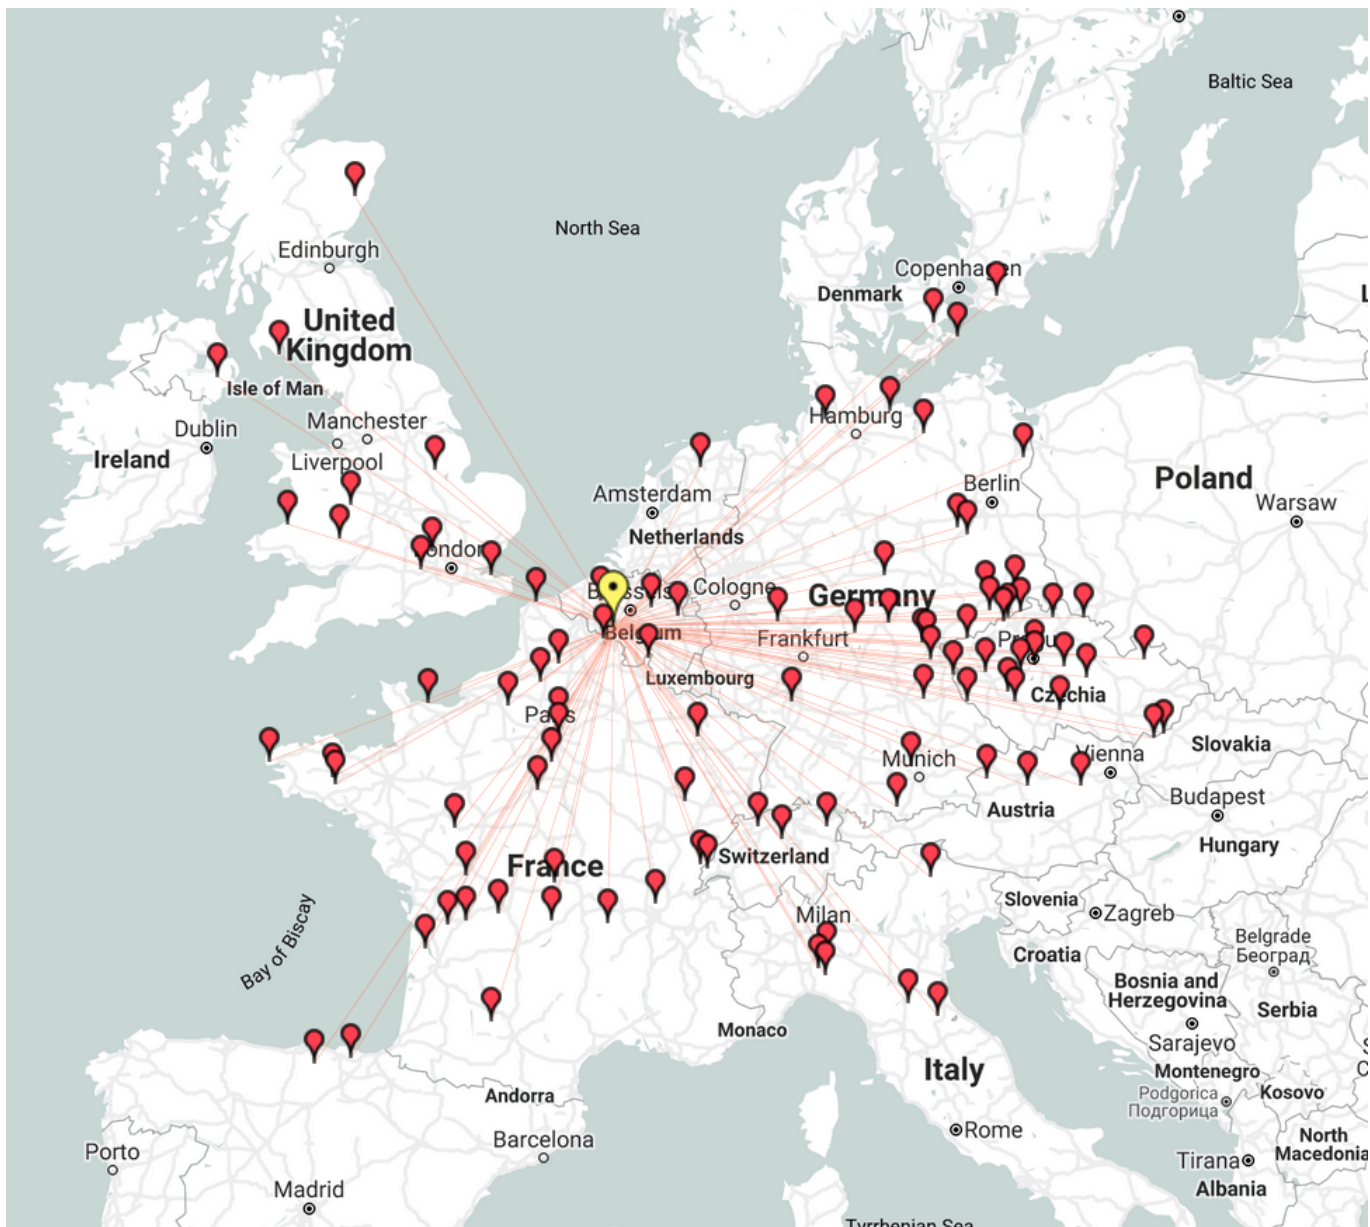 Baltic Sea
North Sea
Edinburgh
Copenhagen
Denmark
United
Kingdom
Isle of Man
Dublin
Manchester
Hamburg
Ireland
Liverpool
Poland
Berlin
Amsterdam
Warsaw
Netherlands
London
Brussels
Cologne
Germany
Belgium
Frankfurt
Luxembourg
Czechia
Paris
Slovakia
Munich
Vienna
Austria
Budapest
Hungary
France
Switzerland
Slovenia
Milan
Zagreb
Bay of Biscay
Belgrade
Београд
Croatia
Bosnia and
Herzegovina
Serbia
Monaco
Sarajevo
Italy
Montenegro
Andorra
Podgorica
Подгорица
Kosovo
Rome
Barcelona
North
Macedonia
Porto
Tirana
Madrid
Albania
Tyrrhenian Sea